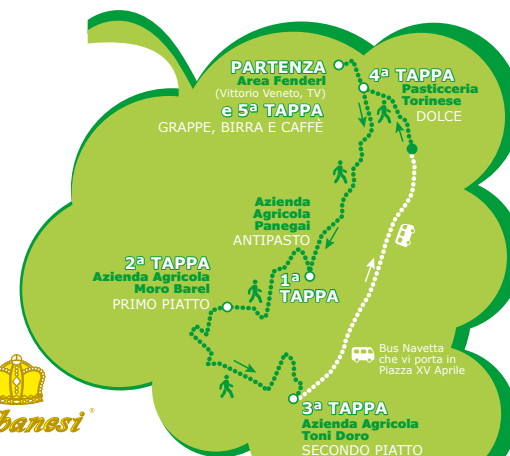 PARTENZA
Area Fenderl
(Vittorio Veneto, TV)
e 5ª TAPPA
GRAPPE, BIRRA E CAFFÈ
4ª TAPPA
Pasticceria
Torinese
DOLCE
Azienda
Agricola
Panegai
ANTIPASTO
1ª
TAPPA
2ª TAPPA
Azienda Agricola
Moro Barel
PRIMO PIATTO
Bus Navetta
che vi porta in
Piazza XV Aprile
3ª TAPPA
Azienda Agricola
Toni Doro
SECONDO PIATTO
banesi®